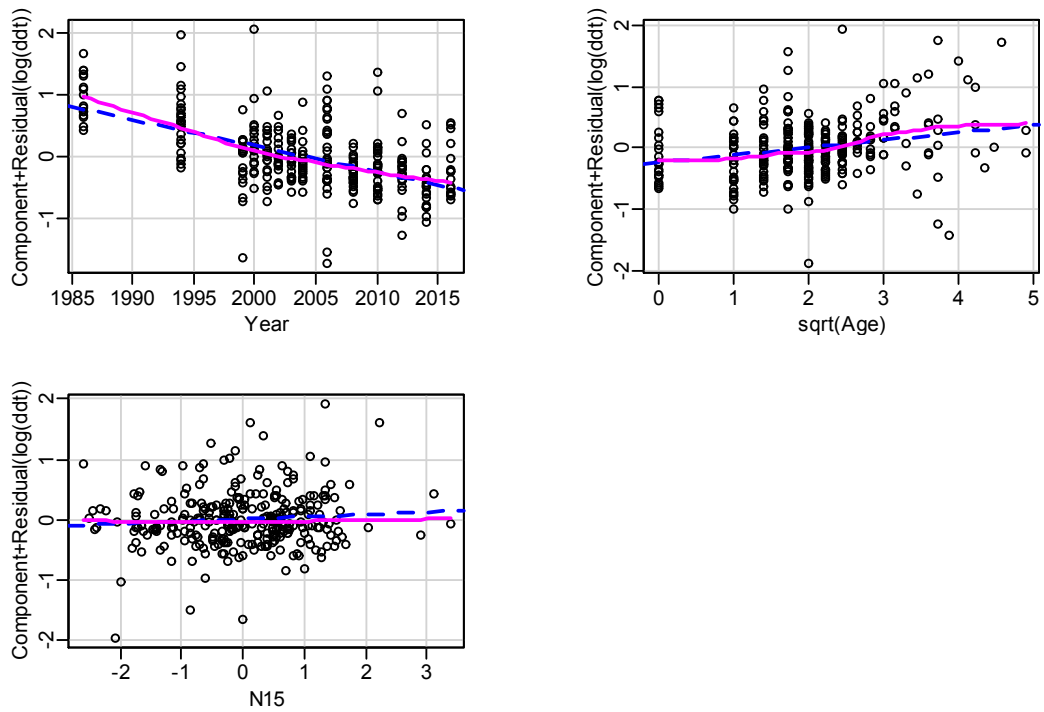 Component+Residual(log(ddt))
2
1
0
-1
1985 1990 1995 2000 2005 2010 2015
Year
Component+Residual(log(ddt))
2
1
0
-1
-2
0 1 2 3 4 5
sqrt(Age)
Component+Residual(log(ddt))
2
1
0
-1
-2
-2 -1 0 1 2 3
N15